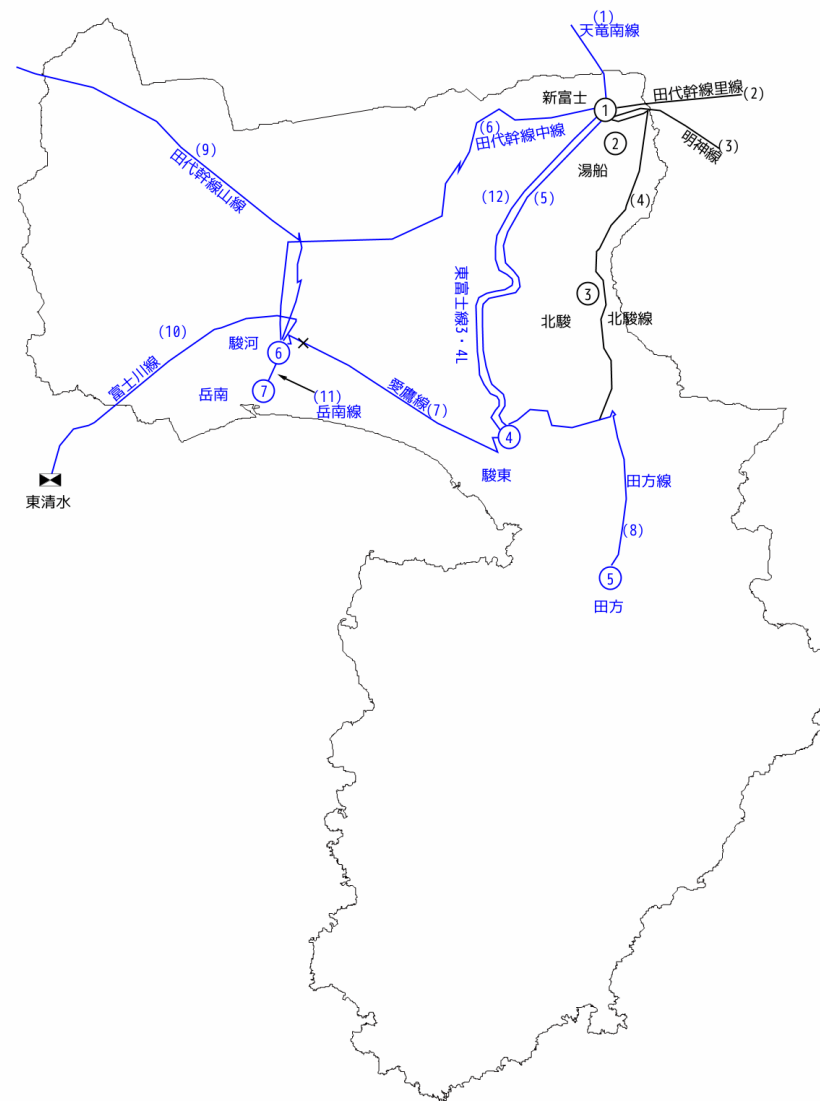 (1)
天竜南線
新富士
1
田代幹線里線
(2)
(6)
田代幹線中線
2
明神線
(3)
(9)
田代幹線山線
湯船
(12)
(5)
(4)
東富士線3・4L
3
北駿
北駿線
(10)
富士川線
駿河
6
岳南
7
(11)
岳南線
愛鷹線(7)
4
駿東
東清水
田方線
(8)
5
田方